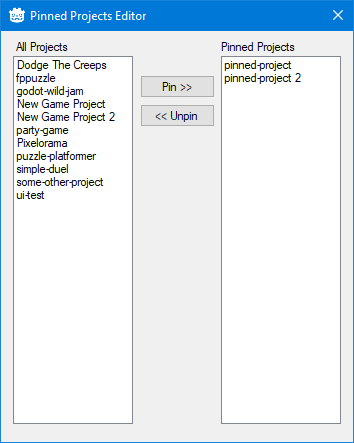 Pinned Projects Editor
All Projects
Dodge The Creeps
fppuzzle
godot-wild-jam
New Game Project
New Game Project 2
party-game
Pixelorama
puzzle-platformer
simple-duel
some-other-project
ui-test
Pin >>
<< Unpin
Pinned Projects
pinned-project
pinned-project 2